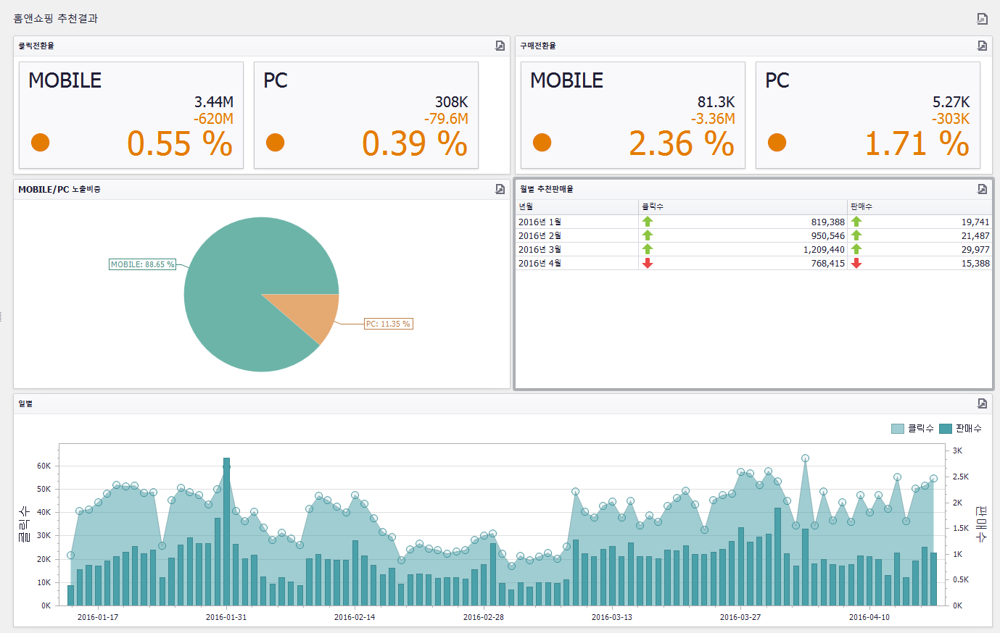 홈앤쇼핑 추천결과
클릭전환율
MOBILE
3.44M
-620M
0.55 %
PC
308K
-79.6M
0.39 %
구매전환율
MOBILE
81.3K
-3.36M
2.36 %
PC
5.27K
-303K
1.71 %
MOBILE/PC 노출비중
MOBILE: 88.65 %
PC: 11.35 %
월별 추천판매율
년월 클릭수 판매수
2016년 1월 819,388 19,741
2016년 2월 950,546 21,487
2016년 3월 1,209,440 29,977
2016년 4월 768,415 15,388
일별
클릭수 판매수
클릭수
60K
50K
40K
30K
20K
10K
0K
3K
2.5K
2K
1.5K
1K
0.5K
0K
판매수
2016-01-17 2016-01-31 2016-02-14 2016-02-28 2016-03-13 2016-03-27 2016-04-10